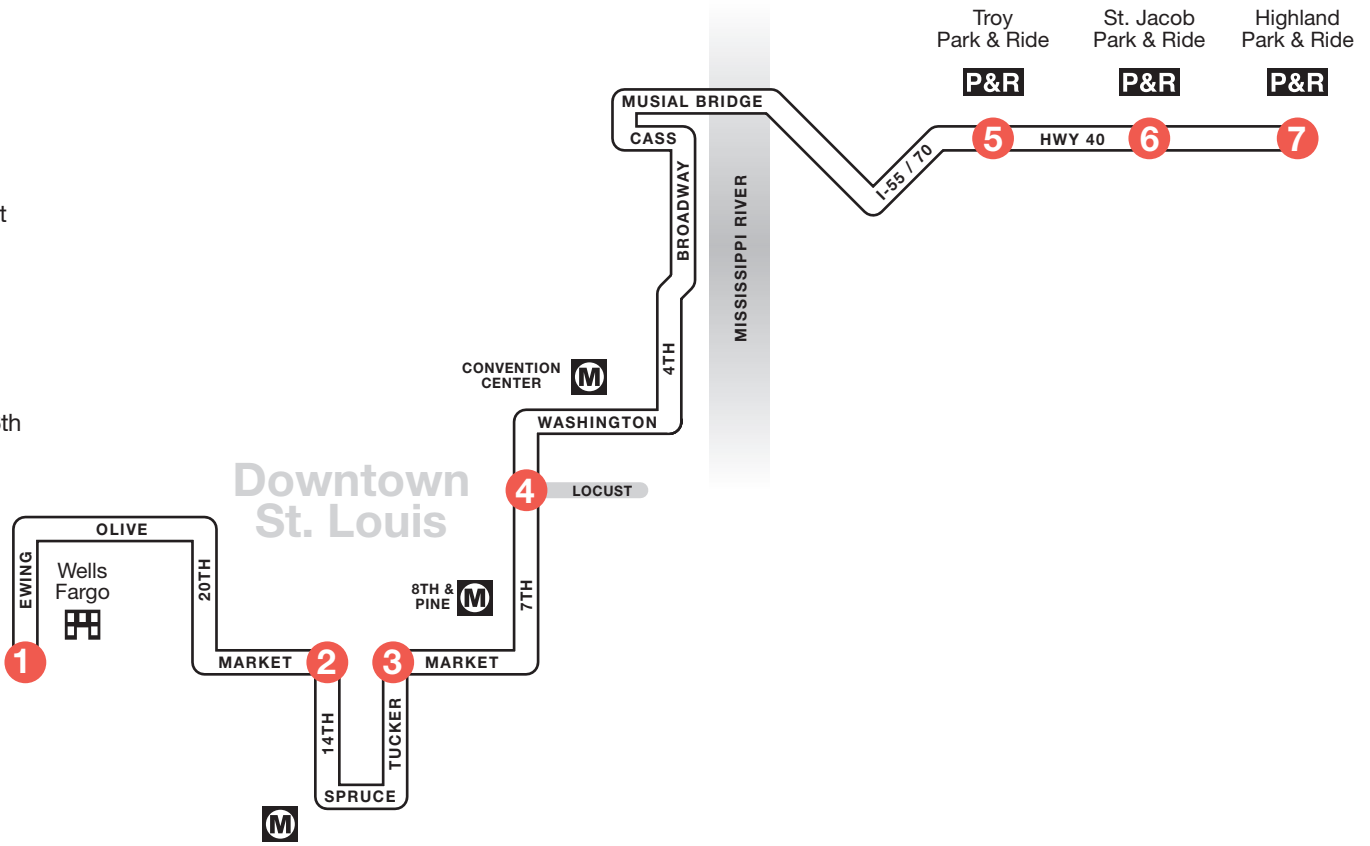 Troy
Park & Ride
St. Jacob
Park & Ride
Highland
Park & Ride
P&R
P&R
P&R
MUSIAL BRIDGE
5
HWY 40
6
7
CASS
I-55 / 70
BROADWAY
MISSISSIPPI RIVER
t
4TH
CONVENTION
CENTER
M
WASHINGTON
th
Downtown
St. Louis
4
LOCUST
OLIVE
EWING
Wells
Fargo
20TH
8TH &
PINE
M
7TH
1
MARKET
2
3
MARKET
14TH
TUCKER
SPRUCE
M